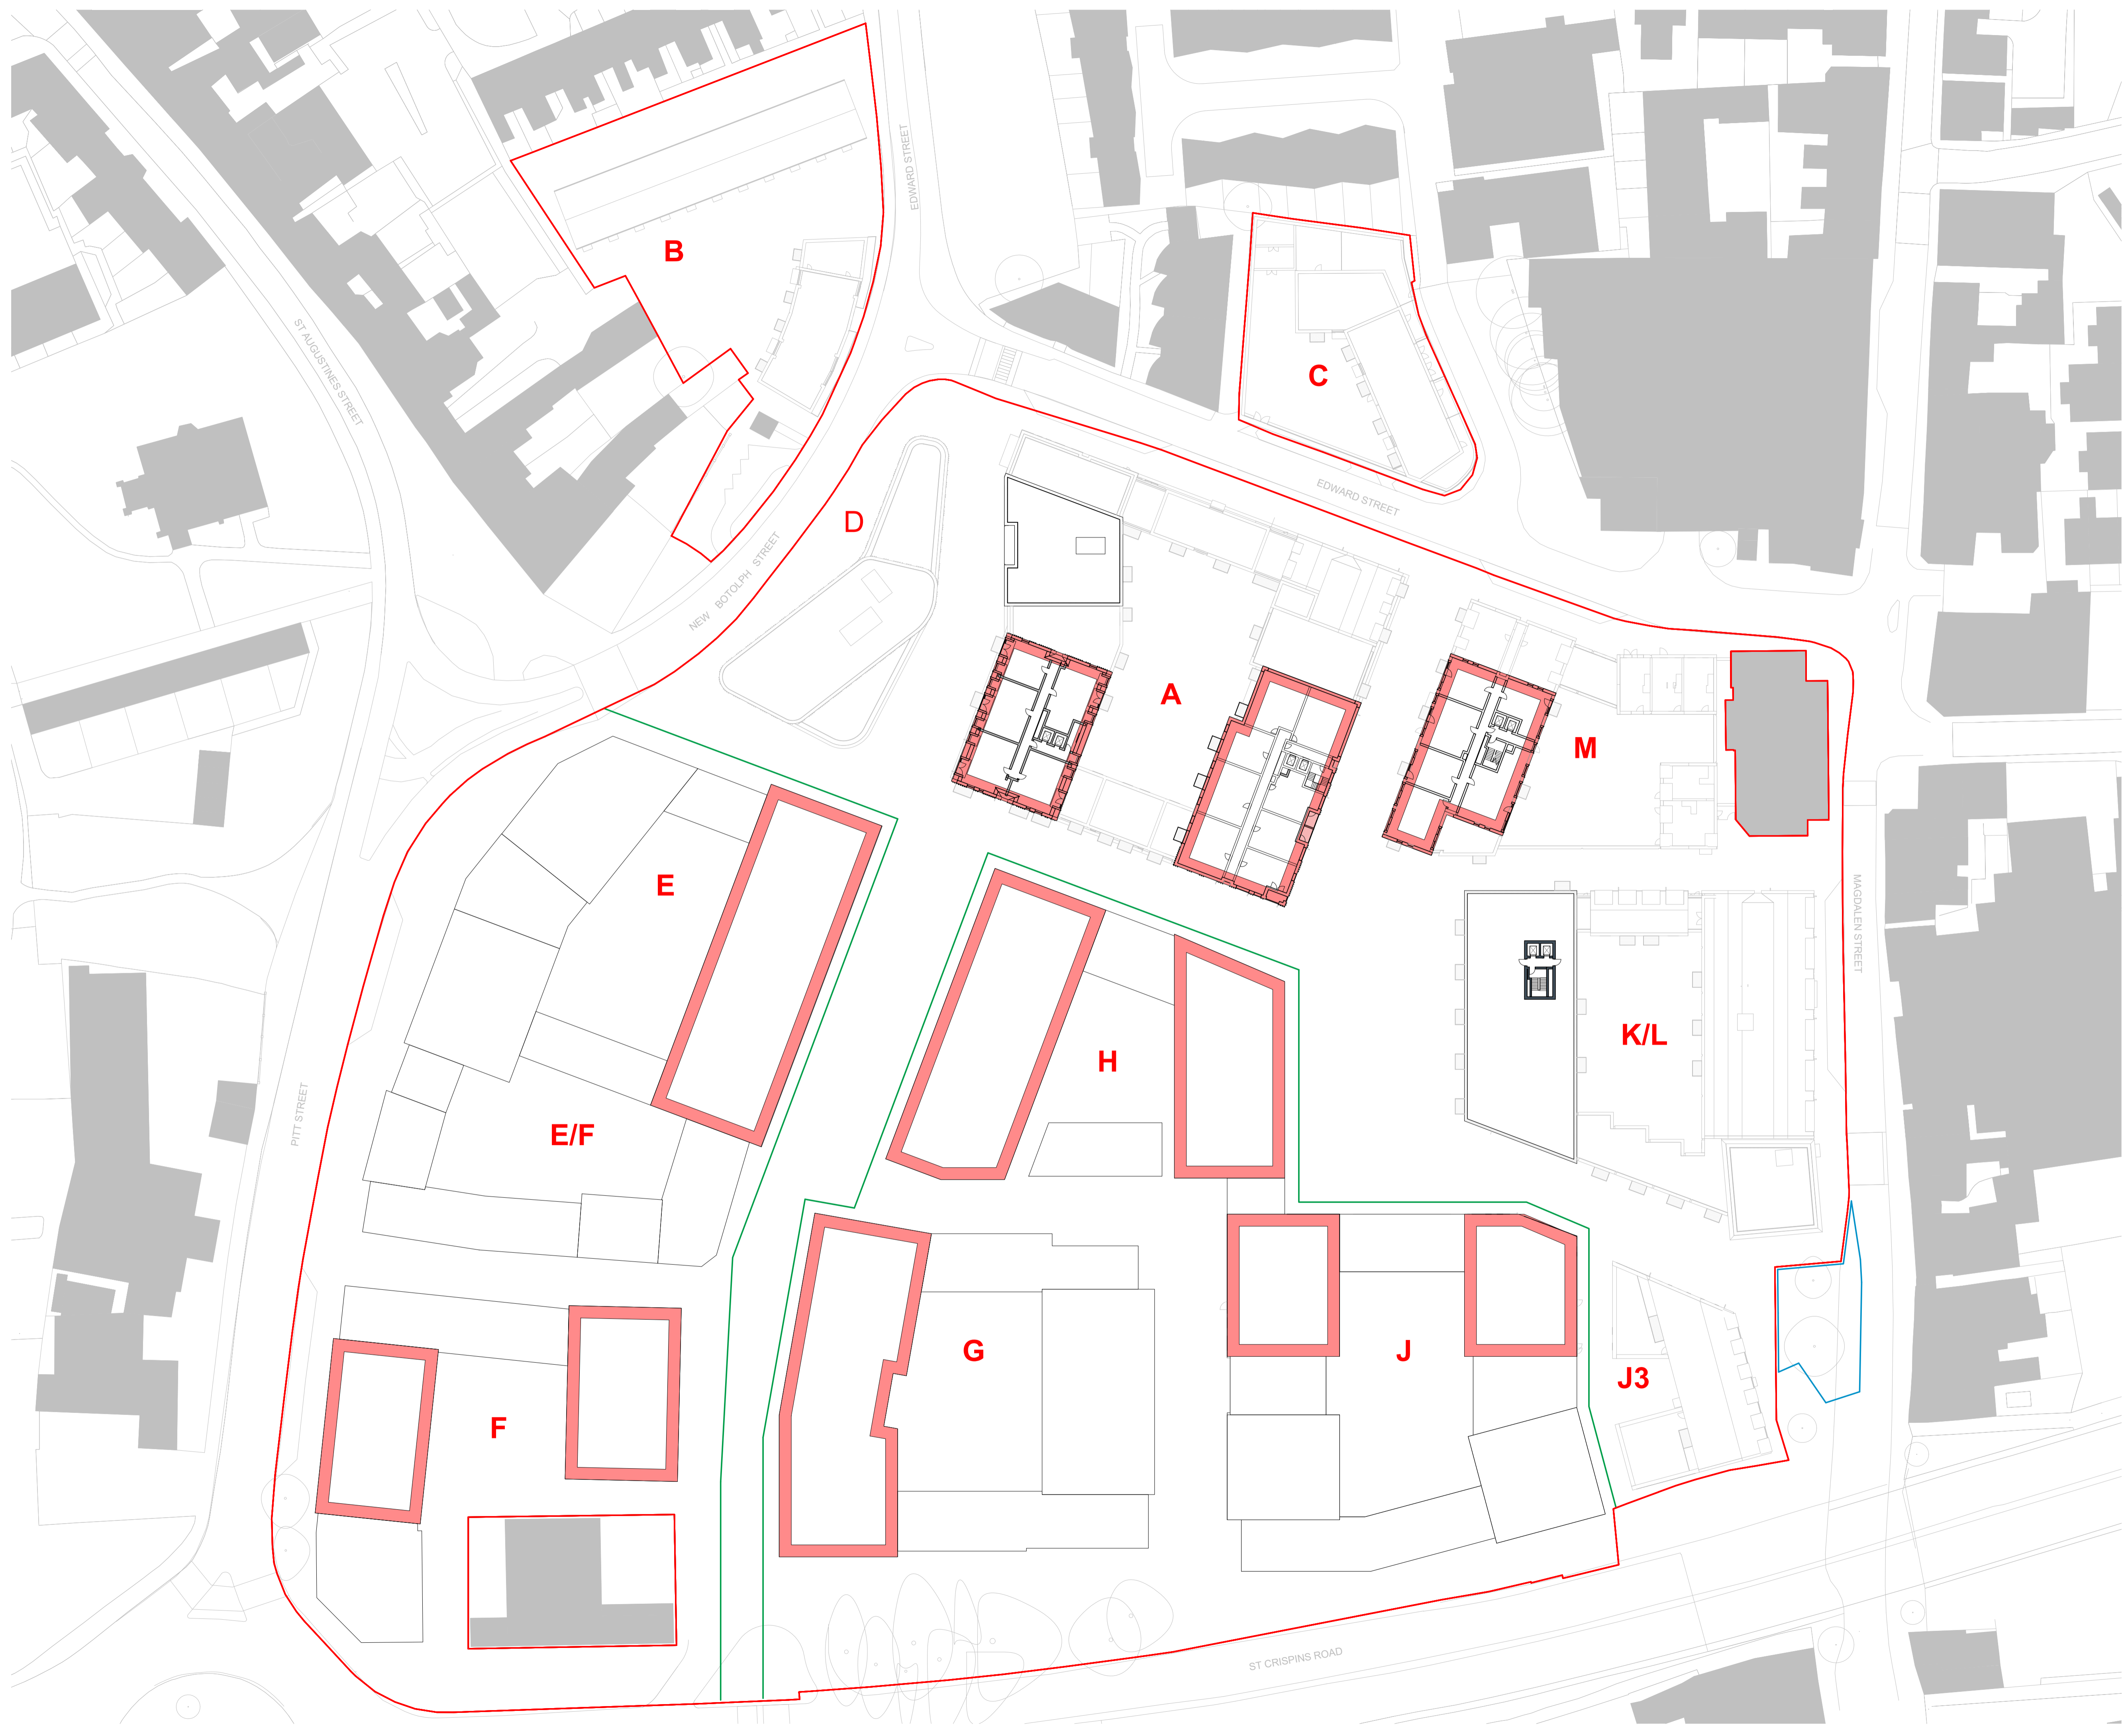 EDWARD STREET
B
ST AUGUSTINES STREET
C
EDWARD STREET
D
NEW BOTOLPH STREET
A
M
E
MAGDALEN STREET
K/L
H
PITT STREET
E/F
G
J
J3
F
ST CRISPINS ROAD